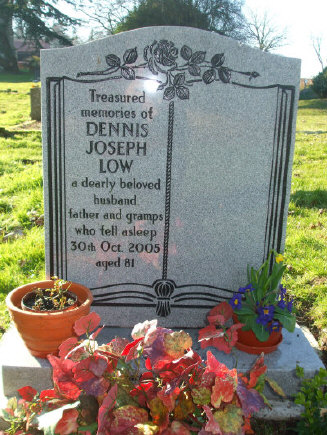 Treasured
memories of
DENNIS
JOSEPH
LOW
a dearly beloved
husband
father and gramps
who fell asleep
30th Oct. 2005
aged 81